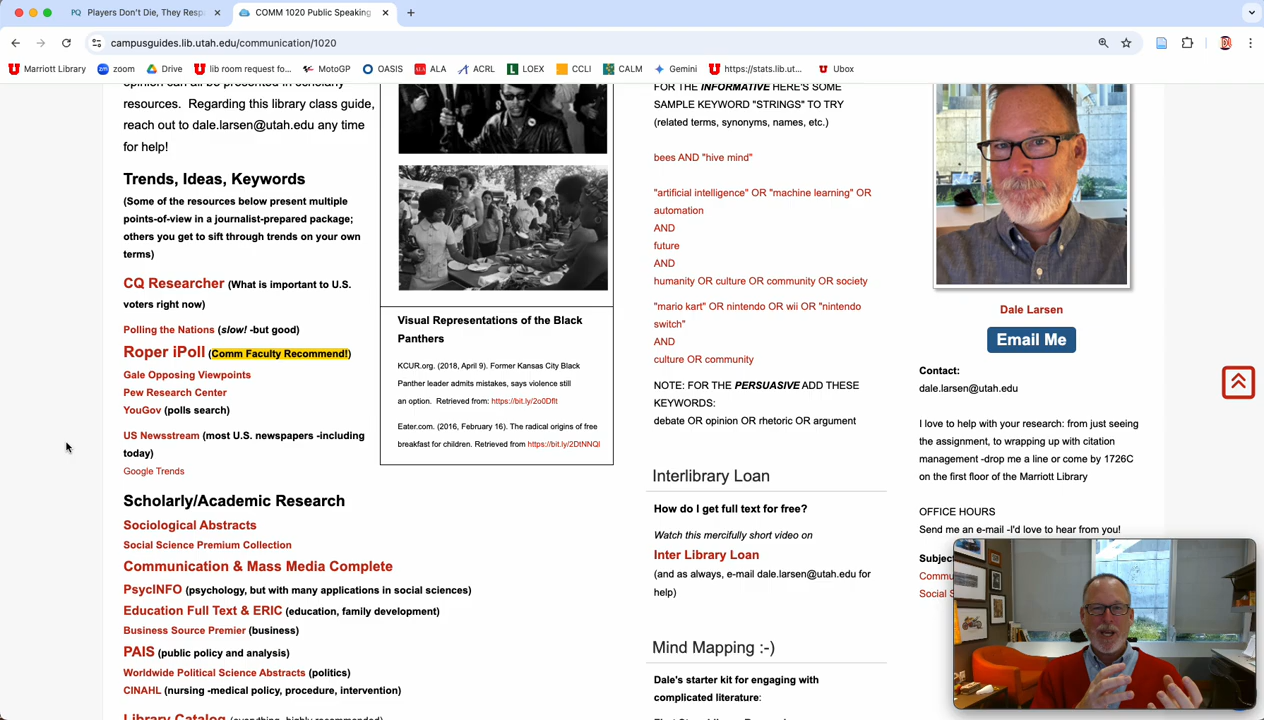 Players Don't Die, They Resp
COMM 1020 Public Speaking
campusguides.lib.utah.edu/communication/1020
Marriott Library
zoom
Drive
lib room request fo...
MotoGP
OASIS
ALA
ACRL
LOEX
CCLI
CALM
Gemini
https://stats.lib.ut...
Ubox
opinion can all be presented in scholarly
resources. Regarding this library class guide,
reach out to dale.larsen@utah.edu any time
for help!
Trends, Ideas, Keywords
(Some of the resources below present multiple
points-of-view in a journalist-prepared package;
others you get to sift through trends on your own
terms)
CQ Researcher (What is important to U.S.
voters right now)
Polling the Nations (slow! -but good)
Roper iPoll (Comm Faculty Recommend!)
Gale Opposing Viewpoints
Pew Research Center
YouGov (polls search)
US Newsstream (most U.S. newspapers -including
today)
Google Trends
Scholarly/Academic Research
Sociological Abstracts
Social Science Premium Collection
Communication & Mass Media Complete
PsycINFO (psychology, but with many applications in social sciences)
Education Full Text & ERIC (education, family development)
Business Source Premier (business)
PAIS (public policy and analysis)
Worldwide Political Science Abstracts (politics)
CINAHL (nursing -medical policy, procedure, intervention)
Library Catalog (everything, highly recommended)
Visual Representations of the Black
Panthers
KCUR.org. (2018, April 9). Former Kansas City Black
Panther leader admits mistakes, says violence still
an option. Retrieved from: https://bit.ly/2o0Dflt
Eater.com. (2016, February 16). The radical origins of free
breakfast for children. Retrieved from https://bit.ly/2DtNNQl
FOR THE INFORMATIVE HERE'S SOME
SAMPLE KEYWORD "STRINGS" TO TRY
(related terms, synonyms, names, etc.)
bees AND "hive mind"
"artificial intelligence" OR "machine learning" OR
automation
AND
future
AND
humanity OR culture OR community OR society
"mario kart" OR nintendo OR wii OR "nintendo
switch"
AND
culture OR community
NOTE: FOR THE PERSUASIVE ADD THESE
KEYWORDS:
debate OR opinion OR rhetoric OR argument
Interlibrary Loan
How do I get full text for free?
Watch this mercifully short video on
Inter Library Loan
(and as always, e-mail dale.larsen@utah.edu for
help)
Mind Mapping :-)
Dale's starter kit for engaging with
complicated literature:
Dale Larsen
Email Me
Contact:
dale.larsen@utah.edu
I love to help with your research: from just seeing
the assignment, to wrapping up with citation
management -drop me a line or come by 1726C
on the first floor of the Marriott Library
OFFICE HOURS
Send me an e-mail -I'd love to hear from you!
Subjec
Commu
Social S